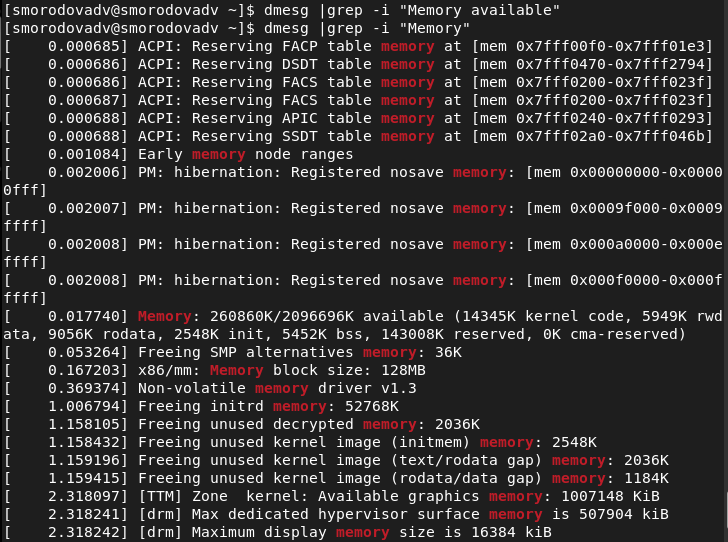 [smorodovadv@smorodovadv ~]$ dmesg |grep -i "Memory available"
[smorodovadv@smorodovadv ~]$ dmesg |grep -i "Memory"
[    0.000685] ACPI: Reserving FACP table memory at [mem 0x7fff00f0-0x7fff01e3]
[    0.000686] ACPI: Reserving DSDT table memory at [mem 0x7fff0470-0x7fff2794]
[    0.000686] ACPI: Reserving FACS table memory at [mem 0x7fff0200-0x7fff023f]
[    0.000687] ACPI: Reserving FACS table memory at [mem 0x7fff0200-0x7fff023f]
[    0.000688] ACPI: Reserving APIC table memory at [mem 0x7fff0240-0x7fff0293]
[    0.000688] ACPI: Reserving SSDT table memory at [mem 0x7fff02a0-0x7fff046b]
[    0.001084] Early memory node ranges
[    0.002006] PM: hibernation: Registered nosave memory: [mem 0x00000000-0x0000
0fff]
[    0.002007] PM: hibernation: Registered nosave memory: [mem 0x0009f000-0x0009
ffff]
[    0.002008] PM: hibernation: Registered nosave memory: [mem 0x000a0000-0x000e
ffff]
[    0.002008] PM: hibernation: Registered nosave memory: [mem 0x000f0000-0x000f
ffff]
[    0.017740] Memory: 260860K/2096696K available (14345K kernel code, 5949K rwd
ata, 9056K rodata, 2548K init, 5452K bss, 143008K reserved, 0K cma-reserved)
[    0.053264] Freeing SMP alternatives memory: 36K
[    0.167203] x86/mm: Memory block size: 128MB
[    0.369374] Non-volatile memory driver v1.3
[    1.006794] Freeing initrd memory: 52768K
[    1.158105] Freeing unused decrypted memory: 2036K
[    1.158432] Freeing unused kernel image (initmem) memory: 2548K
[    1.159196] Freeing unused kernel image (text/rodata gap) memory: 2036K
[    1.159415] Freeing unused kernel image (rodata/data gap) memory: 1184K
[    2.318097] [TTM] Zone  kernel: Available graphics memory: 1007148 KiB
[    2.318241] [drm] Max dedicated hypervisor surface memory is 507904 kiB
[    2.318242] [drm] Maximum display memory size is 16384 kiB